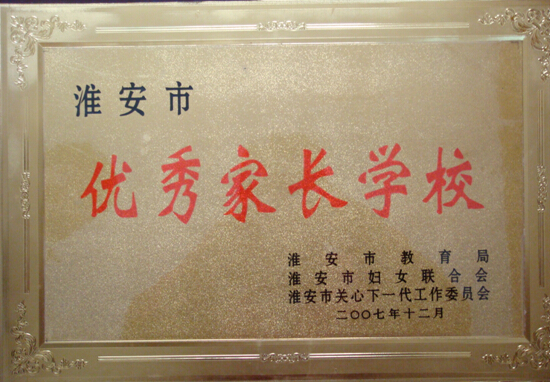 淮安市
优秀家长学校
淮安市教育局
淮安市妇女联合会
淮安市关心下一代工作委员会
二〇〇七年十二月